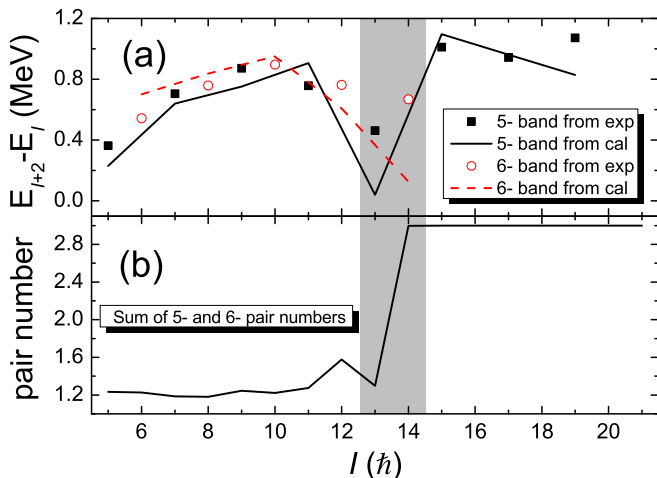 (a)
E_{I+2}-E_I (MeV)
1.2
0.8
0.4
0.0
5- band from exp
5- band from cal
6- band from exp
6- band from cal
(b)
pair number
2.8
2.4
2.0
1.6
1.2
Sum of 5- and 6- pair numbers
6 8 10 12 14 16 18 20
I (ħ)